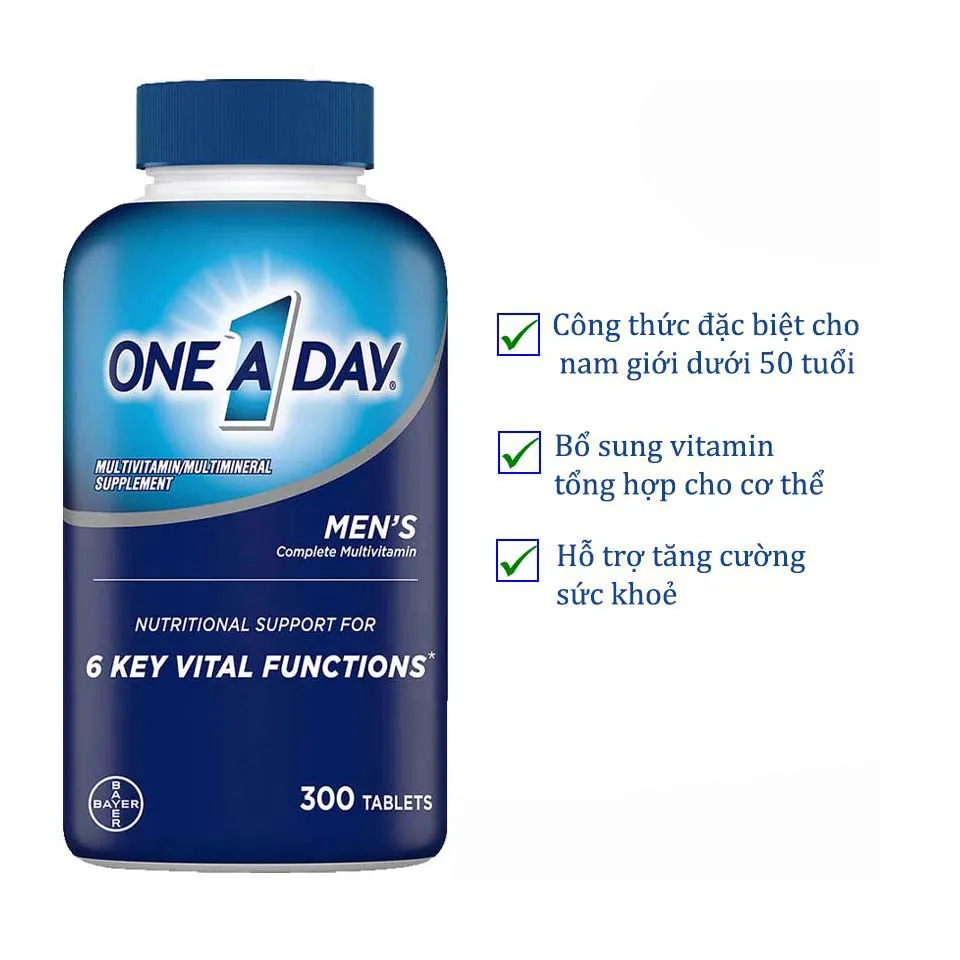 ONE A DAY®
1
MULTIVITAMIN/MULTIMINERAL
SUPPLEMENT
MEN'S
Complete Multivitamin
NUTRITIONAL SUPPORT FOR
6 KEY VITAL FUNCTIONS*
BAYER
BAYER
300 TABLETS
Công thức đặc biệt cho
nam giới dưới 50 tuổi
Bổ sung vitamin
tổng hợp cho cơ thể
Hỗ trợ tăng cường
sức khoẻ